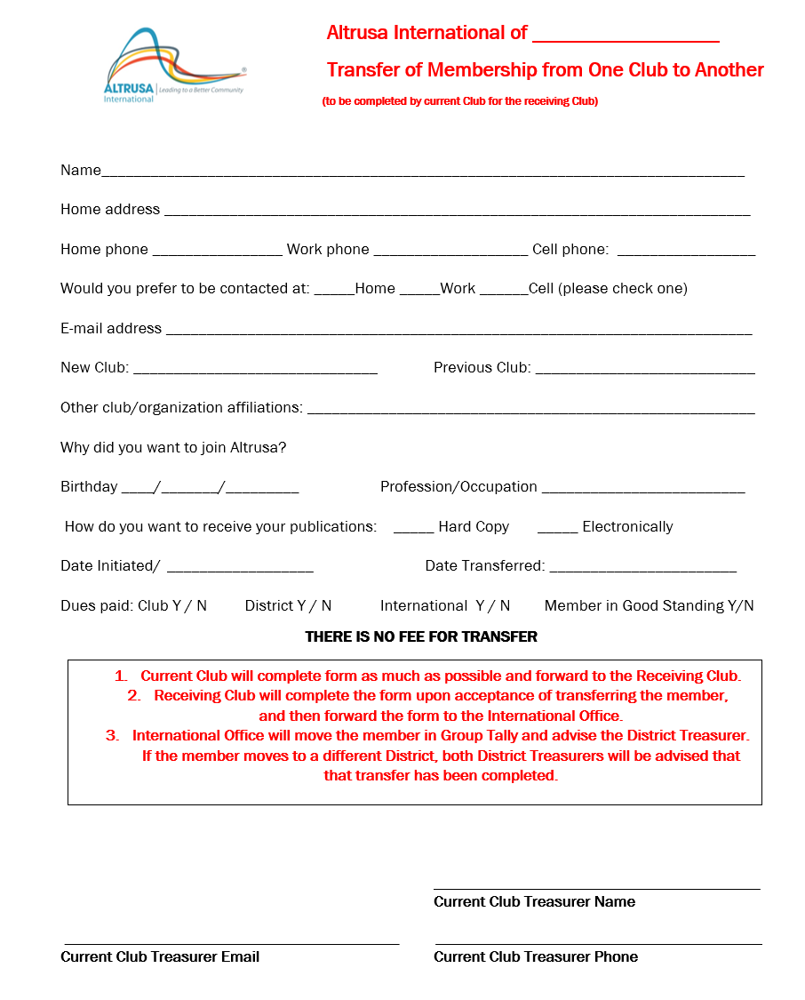 Altrusa International of __________________
Transfer of Membership from One Club to Another
(to be completed by current Club for the receiving Club)
ALTRUSA | Leading to a Better Community ®
International
Name_______________________________________________________________________________
Home address ________________________________________________________________________
Home phone ________________ Work phone ___________________ Cell phone: _________________
Would you prefer to be contacted at: _____Home _____Work ______Cell (please check one)
E-mail address ________________________________________________________________________
New Club: ______________________________ Previous Club: ___________________________
Other club/organization affiliations: _______________________________________________________
Why did you want to join Altrusa?
Birthday ____/_______/_________ Profession/Occupation _________________________
How do you want to receive your publications: _____ Hard Copy _____ Electronically
Date Initiated/ __________________ Date Transferred: _______________________
Dues paid: Club Y / N District Y / N International Y / N Member in Good Standing Y/N
THERE IS NO FEE FOR TRANSFER
1. Current Club will complete form as much as possible and forward to the Receiving Club.
2. Receiving Club will complete the form upon acceptance of transferring the member,
and then forward the form to the International Office.
3. International Office will move the member in Group Tally and advise the District Treasurer.
If the member moves to a different District, both District Treasurers will be advised that
that transfer has been completed.
Current Club Treasurer Name
Current Club Treasurer Email Current Club Treasurer Phone